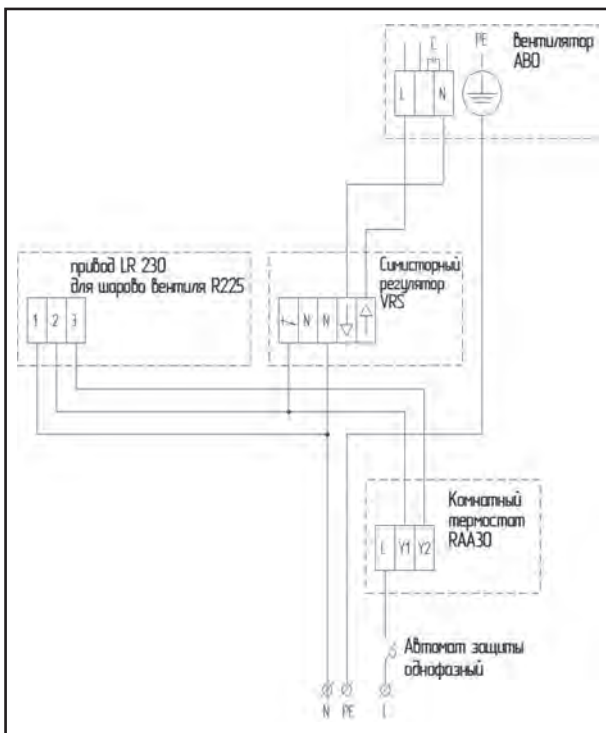 C PE вентилятор
АВО
L N
привод LR 230
для шарово вентиля R225
Симисторный
регулятор
VRS
1 2 3
N N
Комнатный
термостат
RAA30
L Y1 Y2
Автомат защиты
однофазный
N PE L